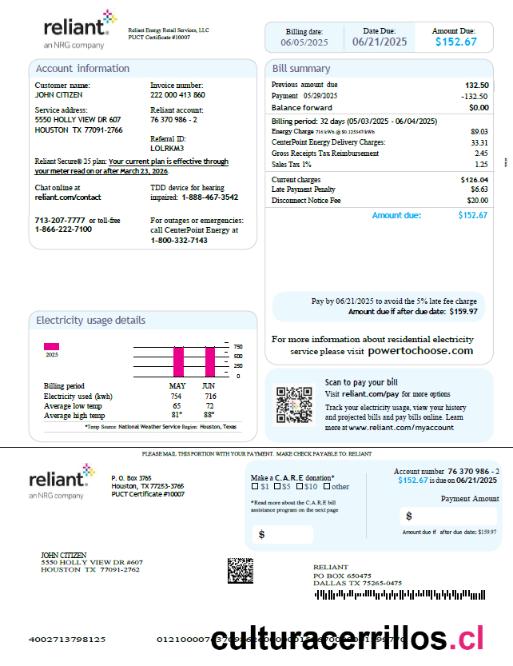 reliant
an NRG company
Reliant Energy Retail Services, LLC
PUCT Certificate #10007
Billing date:
06/05/2025
Date Due:
06/21/2025
Amount Due:
$152.67
Account information
Customer name:
JOHN CITIZEN
Invoice number:
222 000 413 860
Service address:
5550 HOLLY VIEW DR 607
HOUSTON TX 77091-2766
Reliant account:
76 370 986 - 2
Referral ID:
LOLRKM3
Reliant Secure® 25 plan: Your current plan is effective through
your meter read on or after March 23, 2026.
Chat online at
reliant.com/contact
TDD device for hearing
impaired: 1-888-467-3542
713-207-7777 or toll-free
1-866-222-7100
For outages or emergencies:
call CenterPoint Energy at
1-800-332-7143
Bill summary
Previous amount due 132.50
Payment 05/29/2025 -132.50
Balance forward $0.00
Billing period: 32 days (05/03/2025 - 06/04/2025)
Energy Charge 89.03
CenterPoint Energy Delivery Charges: 33.31
Gross Receipts Tax Reimbursement 2.45
Sales Tax 1% 1.25
Current charges $126.04
Late Payment Penalty $6.63
Disconnect Notice Fee $20.00
Amount due: $152.67
Pay by 06/21/2025 to avoid the 5% late fee charge
Amount due if after due date: $159.97
For more information about residential electricity
service please visit powertochoose.com
Electricity usage details
2025
750
500
250
0
Billing period MAY JUN
Electricity used (kwh) 754 716
Average low temp 65 72
Average high temp 81° 88°
*Temp Source: National Weather Service Region: Houston, Texas
Scan to pay your bill
Visit reliant.com/pay for more options
Track your electricity usage, view your history
and projected bills and pay bills online. Learn
more at www.reliant.com/myaccount
PLEASE MAIL THIS PORTION WITH YOUR PAYMENT. MAKE CHECK PAYABLE TO: RELIANT
reliant
an NRG company
P. O. Box 3765
Houston, TX 77253-3765
PUCT Certificate #10007
Make a C.A.R.E donation*
$1 $5 $10 other
*Read more about the C.A.R.E bill
assistance program on the next page
$
Account number 76 370 986 - 2
$152.67 is due on 06/21/2025
Payment Amount
$
Amount due if after due date: $159.97
JOHN CITIZEN
5550 HOLLY VIEW DR #607
HOUSTON TX 77091-2762
RELIANT
PO BOX 650475
DALLAS TX 75265-0475
4002713798125
culturacerrillos.cl